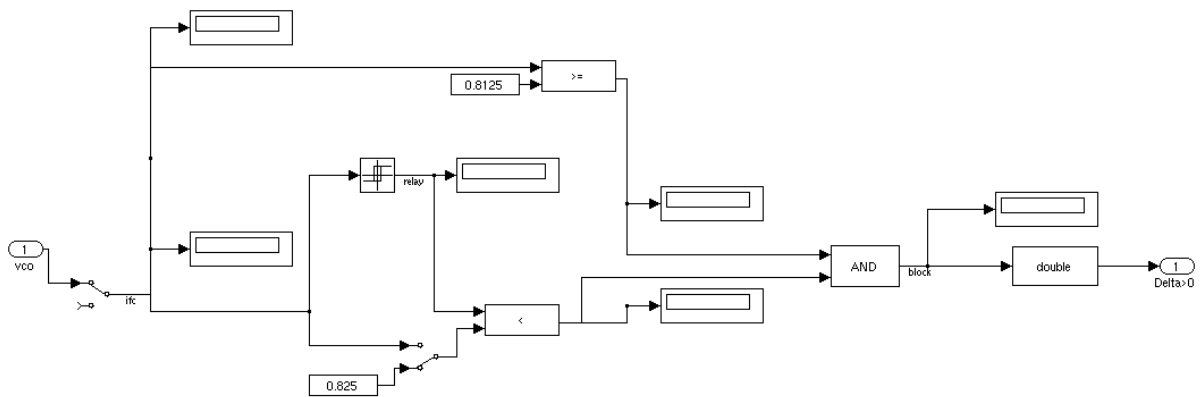 0.8125
>=
relay
1
vco
ifc
AND
block
double
1
Delta>0
<
0.825